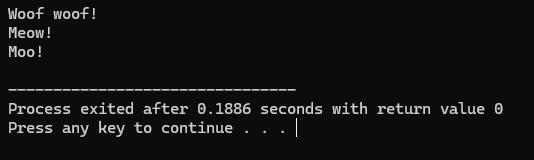 Woof woof!
Meow!
Moo!

--------------------------------
Process exited after 0.1886 seconds with return value 0
Press any key to continue . . .